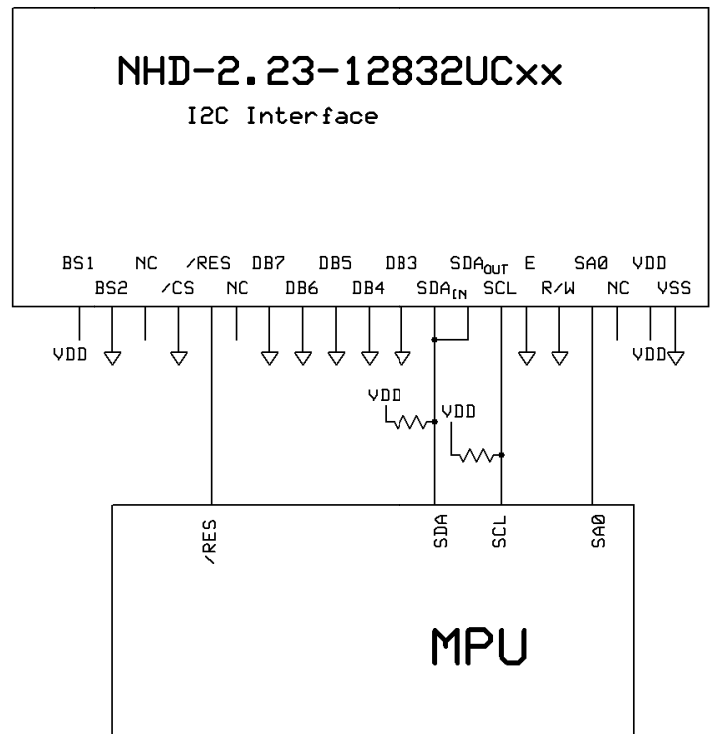 NHD-2.23-12832UCxx
I2C Interface
BS1 NC /RES DB7 DB5 DB3 SDAOUT E SA0 VDD
BS2 /CS NC DB6 DB4 SDAIN SCL R/W NC VSS
VDD VDD
VDD
VDD
/RES SDA SCL SA0
MPU